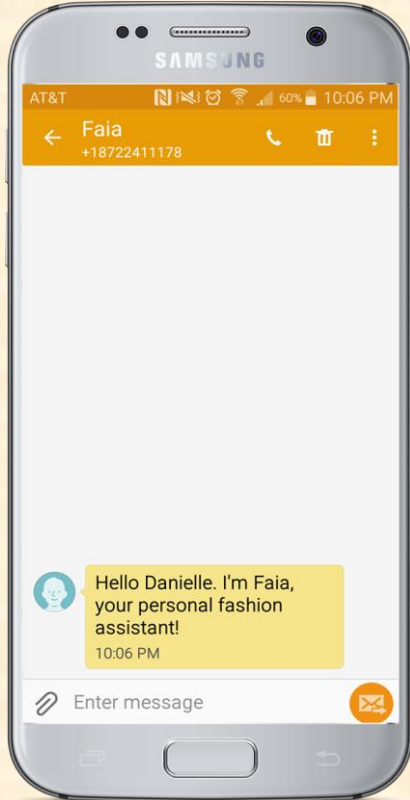 SAMSUNG
AT&T 60% 10:06 PM
Faia
+18722411178
Hello Danielle. I'm Faia,
your personal fashion
assistant!
10:06 PM
Enter message